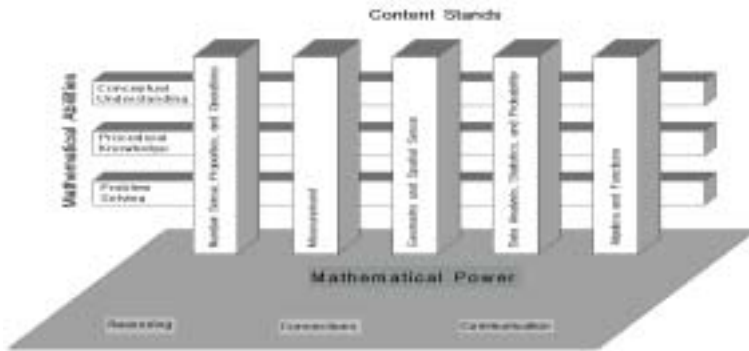 Content Stands
Mathematical Abilities
Conceptual
Understanding
Procedural
Knowledge
Problem
Solving
Number Sense, Properties, and Operations
Measurement
Geometry and Spatial Sense
Data Analysis, Statistics, and Probability
and Functions
Mathematical Power
Reasoning
Connections
Communication